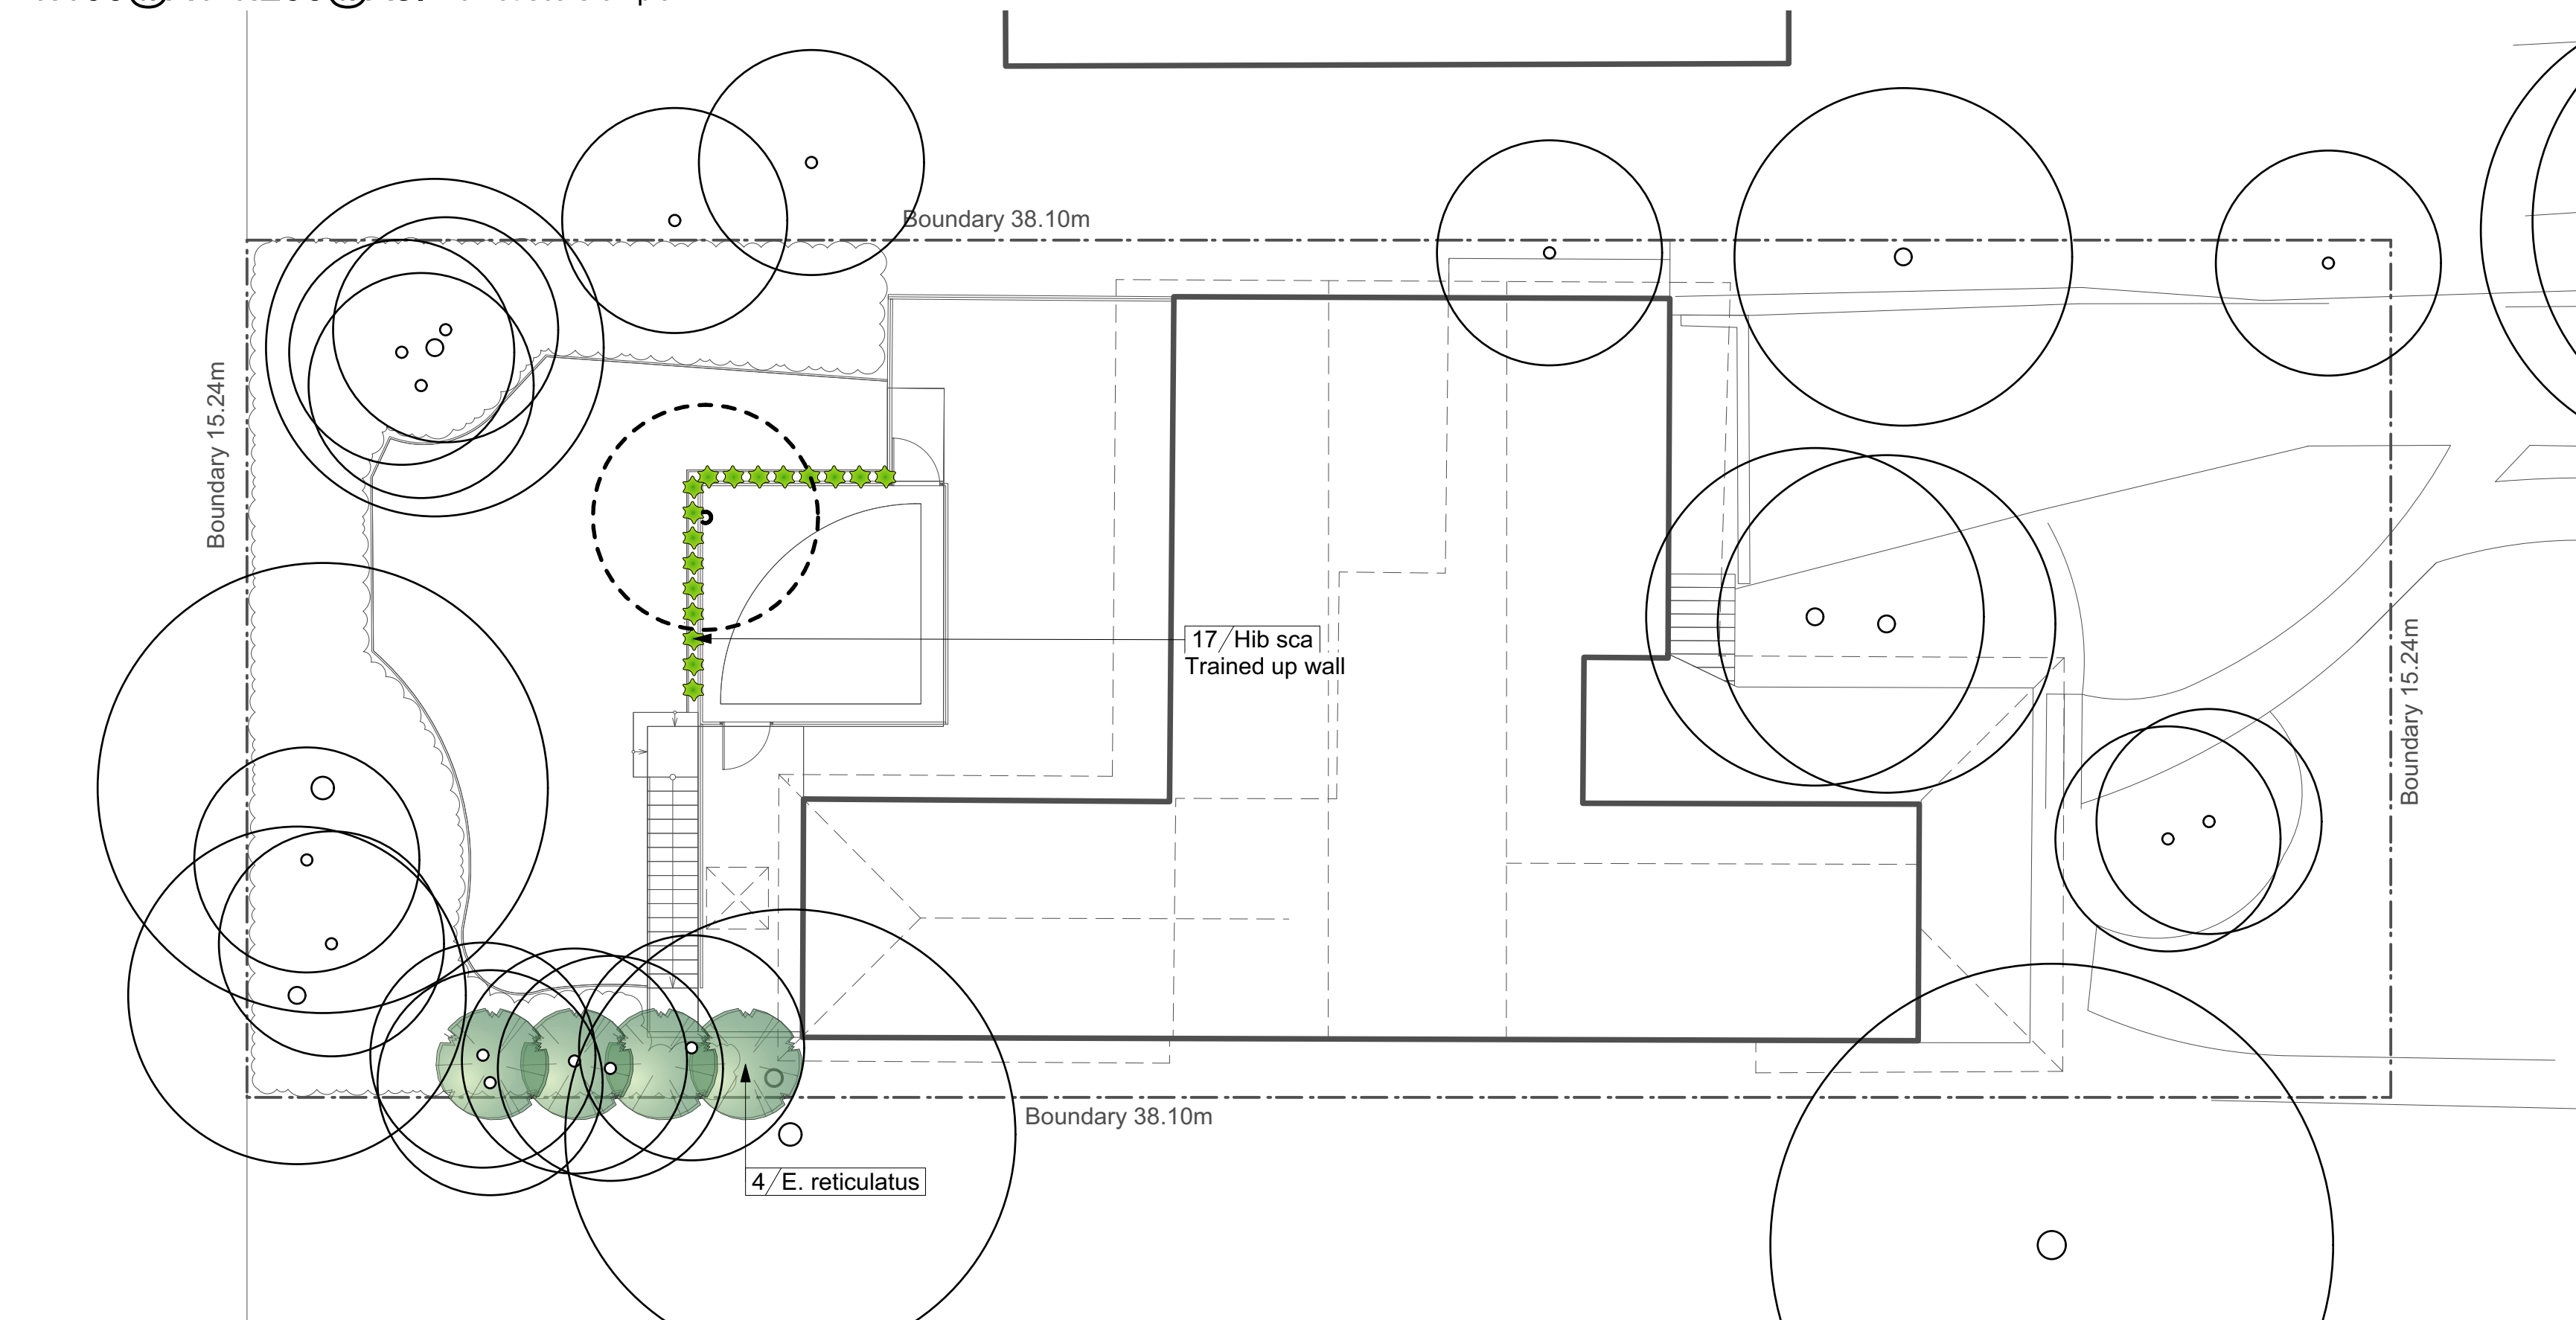 Boundary 38.10m
Boundary 15.24m
17/Hib sca
Trained up wall
Boundary 15.24m
Boundary 38.10m
4/E. reticulatus